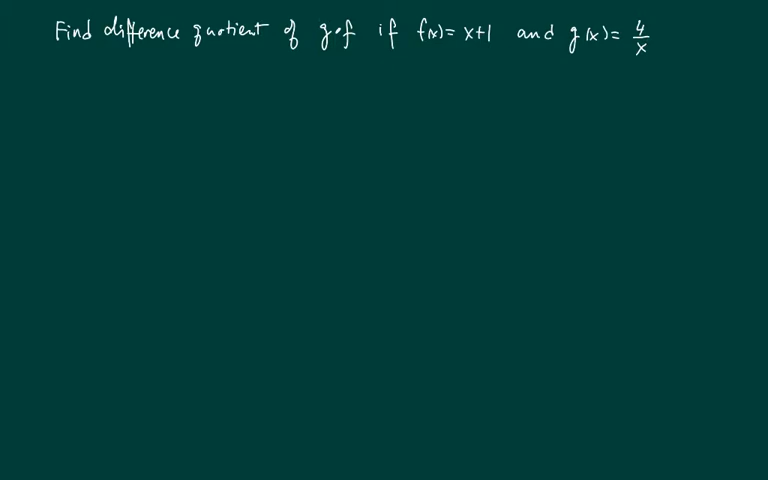 Find difference quotient of g∘f if f(x) = x+1 and g(x) = 4/x